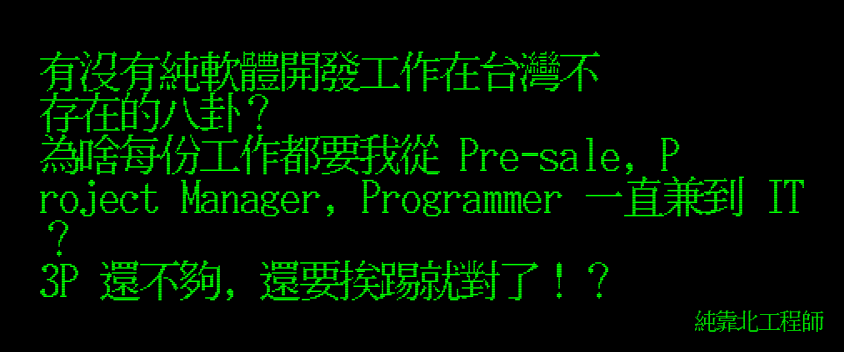 有沒有純軟體開發工作在台灣不
存在的八卦？
為啥每份工作都要我從 Pre-sale, P
roject Manager, Programmer 一直兼到 IT
？
3P 還不夠, 還要挨踢就對了！？
純靠北工程師